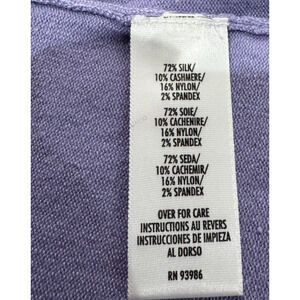 72% SILK/
10% CASHMERE/
16% NYLON/
2% SPANDEX
72% SOIE/
10% CACHENIRE/
16% NYLON/
2% SPANDEX
72% SEDA/
10% CACHEMIR/
16% NYLON/
2% SPANDEX
OVER FOR CARE
INSTRUCTIONS AU REVERS
INSTRUCCIONES DE IMPIEZA
AL DORSO
RN 93986